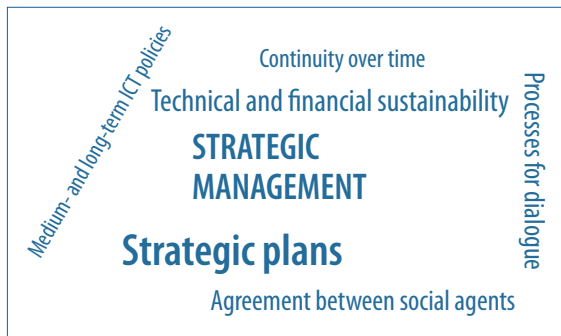 Medium- and long-term ICT policies
Continuity over time
Technical and financial sustainability
Processes for dialogue
STRATEGIC
MANAGEMENT
Strategic plans
Agreement between social agents